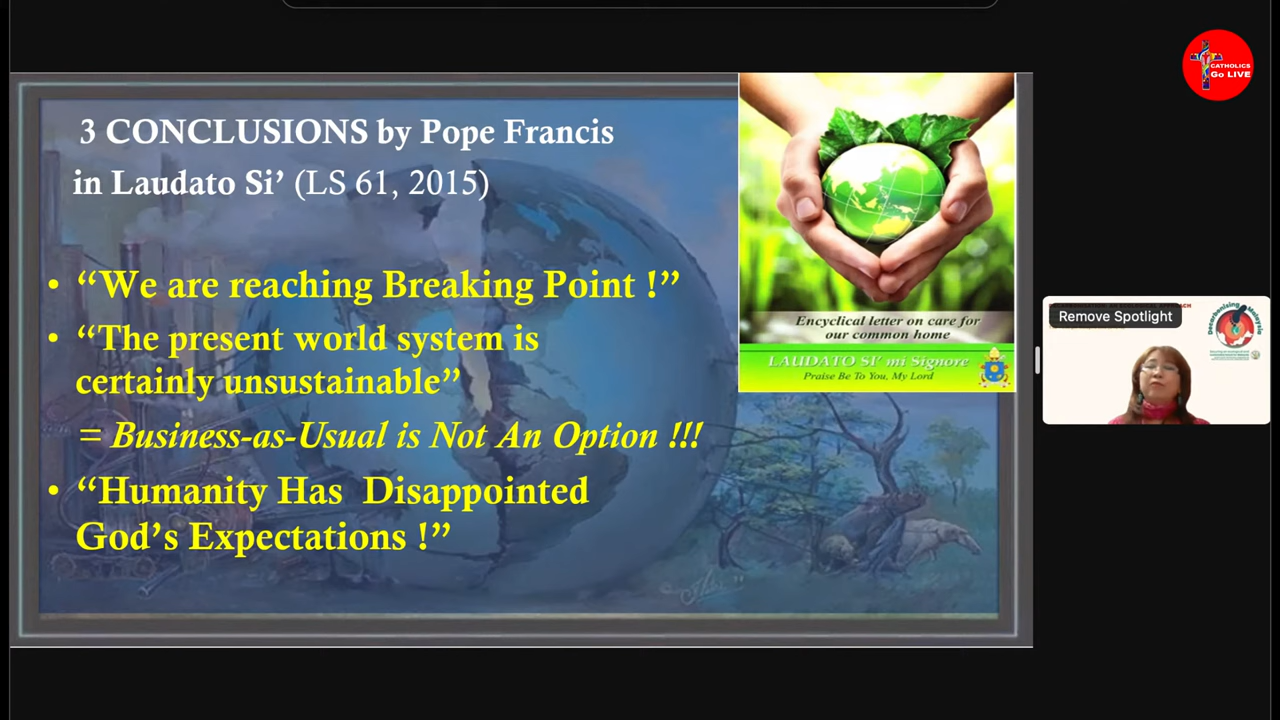 CATHOLICS
Go LIVE
3 CONCLUSIONS by Pope Francis
in Laudato Si’ (LS 61, 2015)
• “We are reaching Breaking Point !”
• “The present world system is
certainly unsustainable”
= Business-as-Usual is Not An Option !!!
• “Humanity Has Disappointed
God’s Expectations !”
Encyclical letter on care for
our common home
LAUDATO SI’ mi Signore
Praise Be To You, My Lord
Remove Spotlight
Decarbonising Malaysia